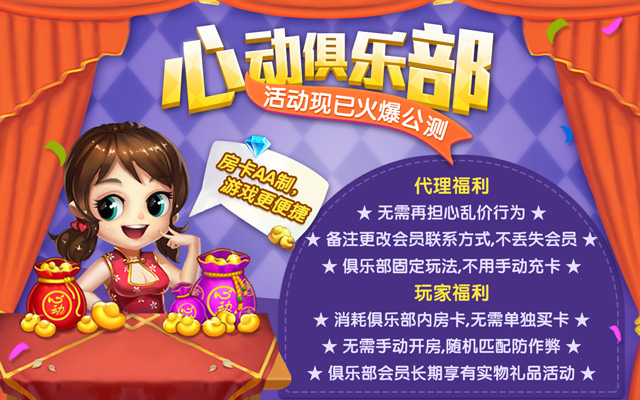 心动俱乐部
活动现已火爆公测
房卡AA制,
游戏更便捷
代理福利
★ 无需再担心乱价行为 ★
★ 备注更改会员联系方式,不丢失会员 ★
★ 俱乐部固定玩法,不用手动充卡 ★
玩家福利
★ 消耗俱乐部内房卡,无需单独买卡 ★
★ 无需手动开房,随机匹配防作弊 ★
★ 俱乐部会员长期享有实物礼品活动 ★
心动
心动